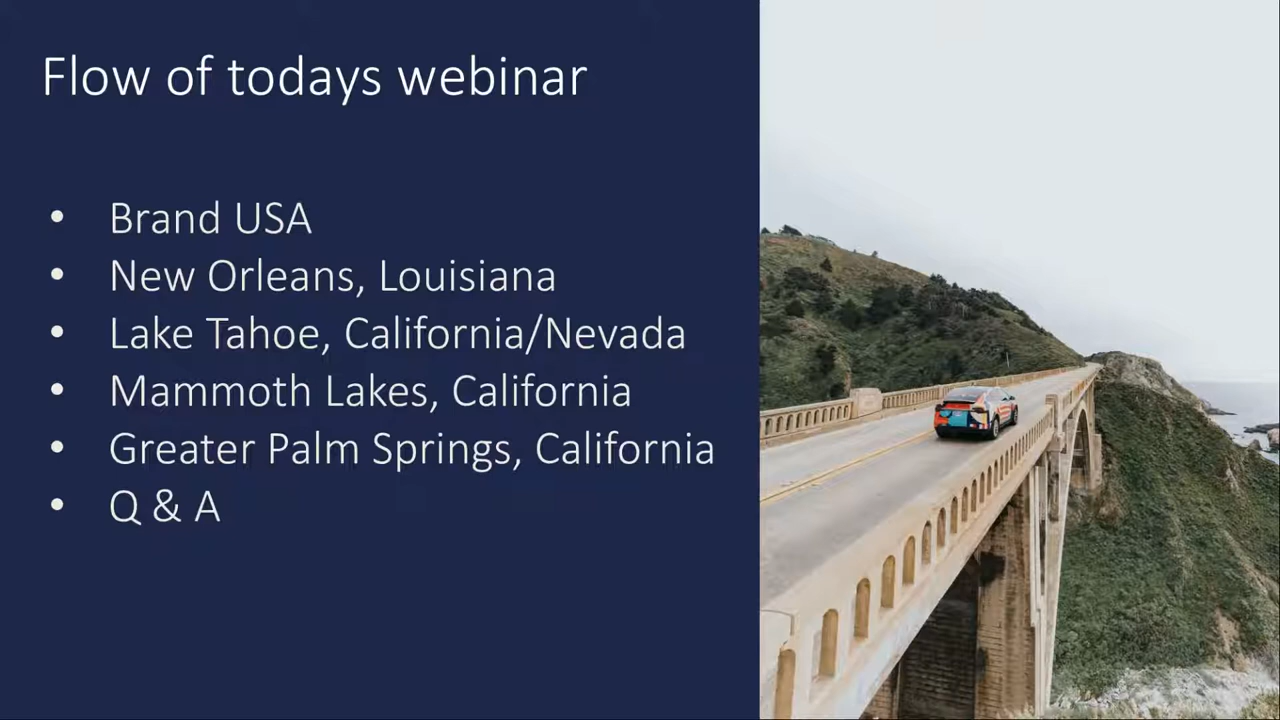 Flow of todays webinar
• Brand USA
• New Orleans, Louisiana
• Lake Tahoe, California/Nevada
• Mammoth Lakes, California
• Greater Palm Springs, California
• Q & A